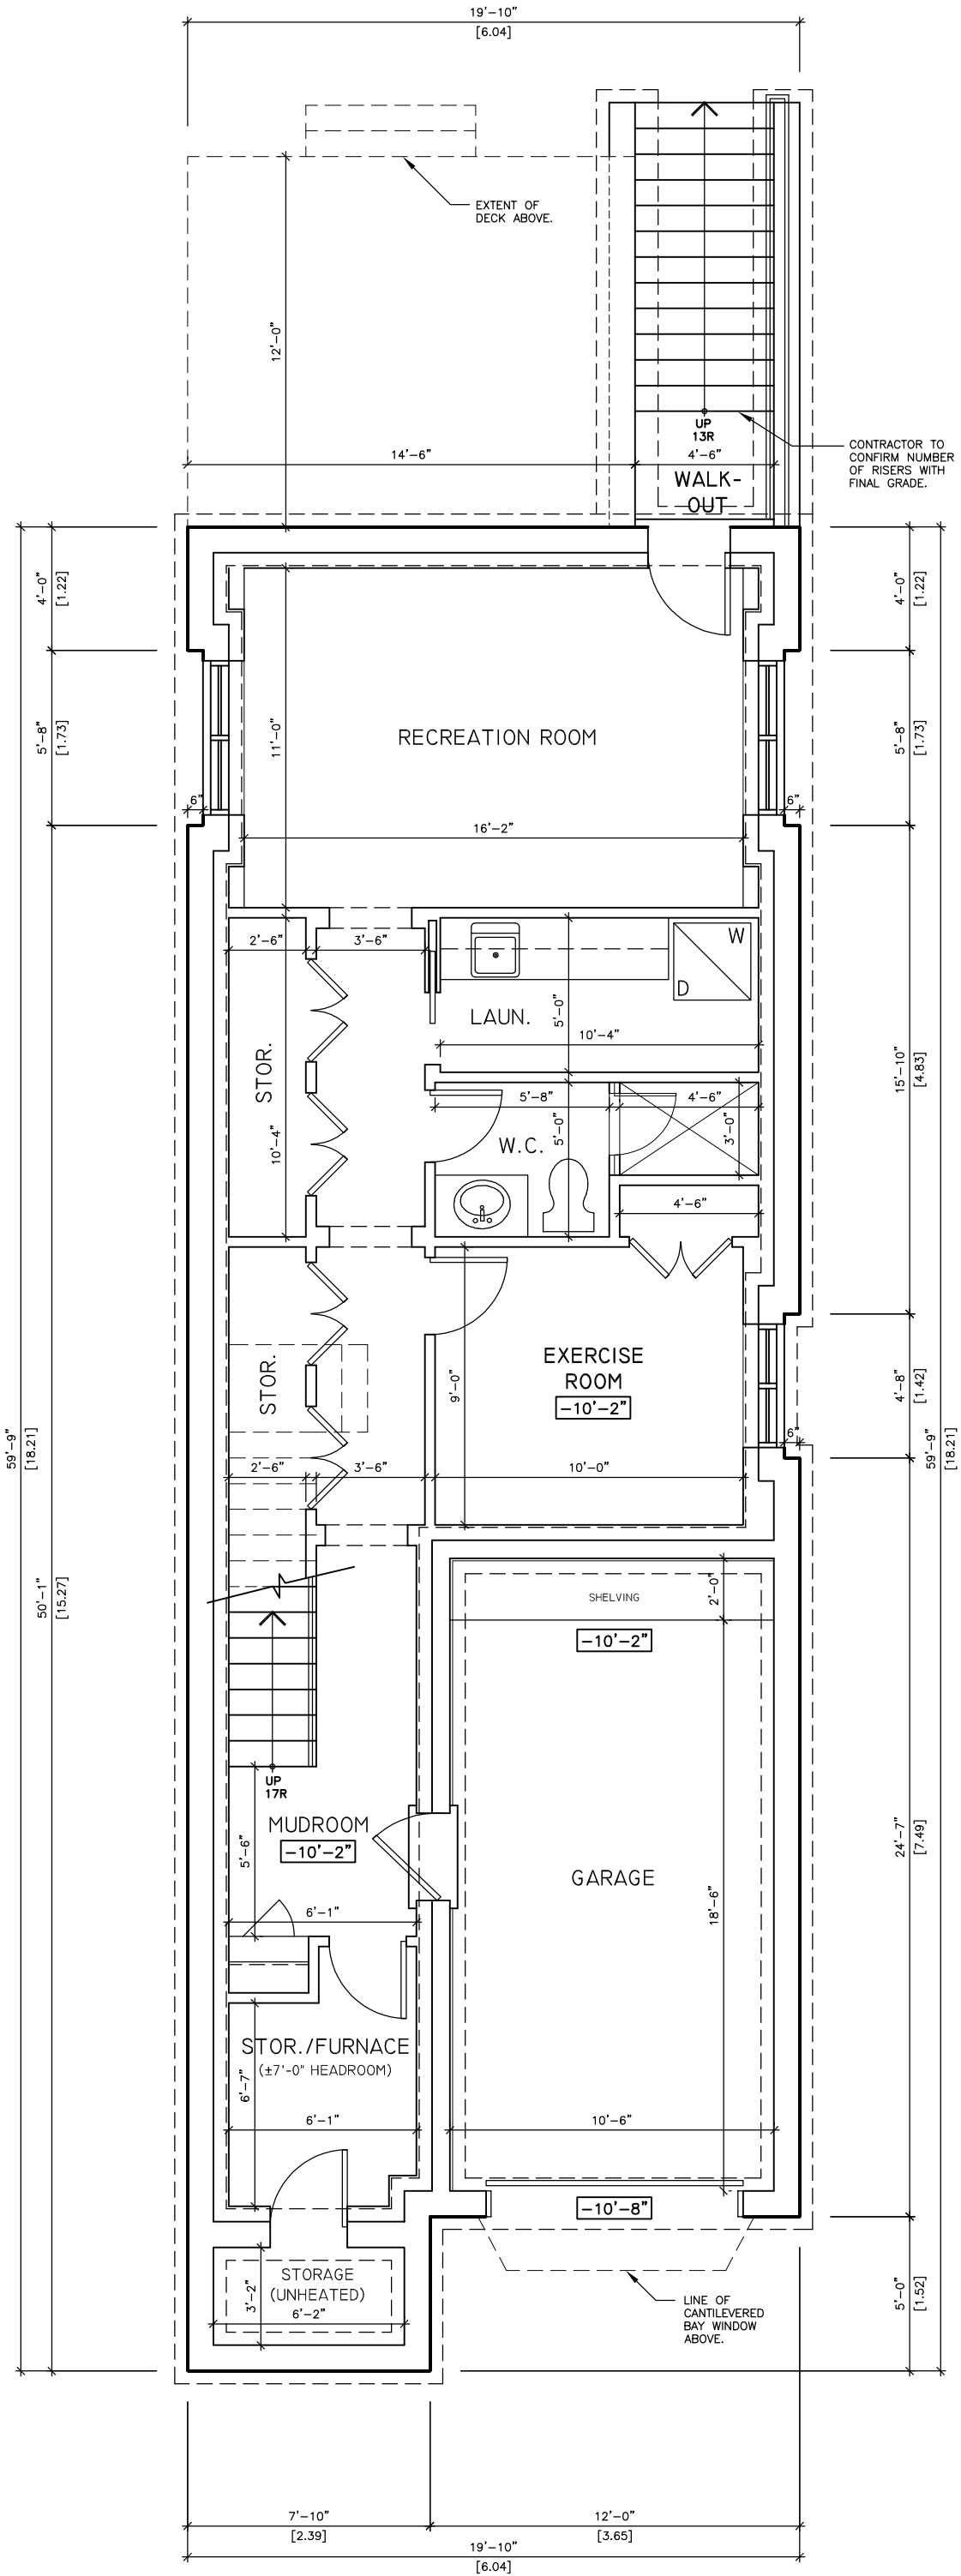 19'-10"
[6.04]
EXTENT OF
DECK ABOVE.
12'-0"
UP
13R
CONTRACTOR TO
CONFIRM NUMBER
OF RISERS WITH
FINAL GRADE.
14'-6"
4'-6"
WALK-
OUT
4'-0"
[1.22]
4'-0"
[1.22]
5'-8"
[1.73]
11'-0"
RECREATION ROOM
5'-8"
[1.73]
6"
6"
16'-2"
2'-6"
3'-6"
W
D
LAUN.
5'-0"
10'-4"
STOR.
10'-4"
15'-10"
[4.83]
5'-8"
4'-6"
W.C.
5'-0"
3'-0"
4'-6"
STOR.
9'-0"
EXERCISE
ROOM
-10'-2"
4'-8"
[1.42]
6"
59'-9"
[18.21]
59'-9"
[18.21]
2'-6"
3'-6"
10'-0"
50'-1"
[15.27]
SHELVING
2'-0"
-10'-2"
UP
17R
MUDROOM
-10'-2"
5'-6"
GARAGE
18'-6"
24'-7"
[7.49]
6'-1"
STOR./FURNACE
(±7'-0" HEADROOM)
6'-7"
6'-1"
10'-6"
-10'-8"
STORAGE
(UNHEATED)
3'-2"
6'-2"
LINE OF
CANTILEVERED
BAY WINDOW
ABOVE.
5'-0"
[1.52]
7'-10"
[2.39]
12'-0"
[3.65]
19'-10"
[6.04]